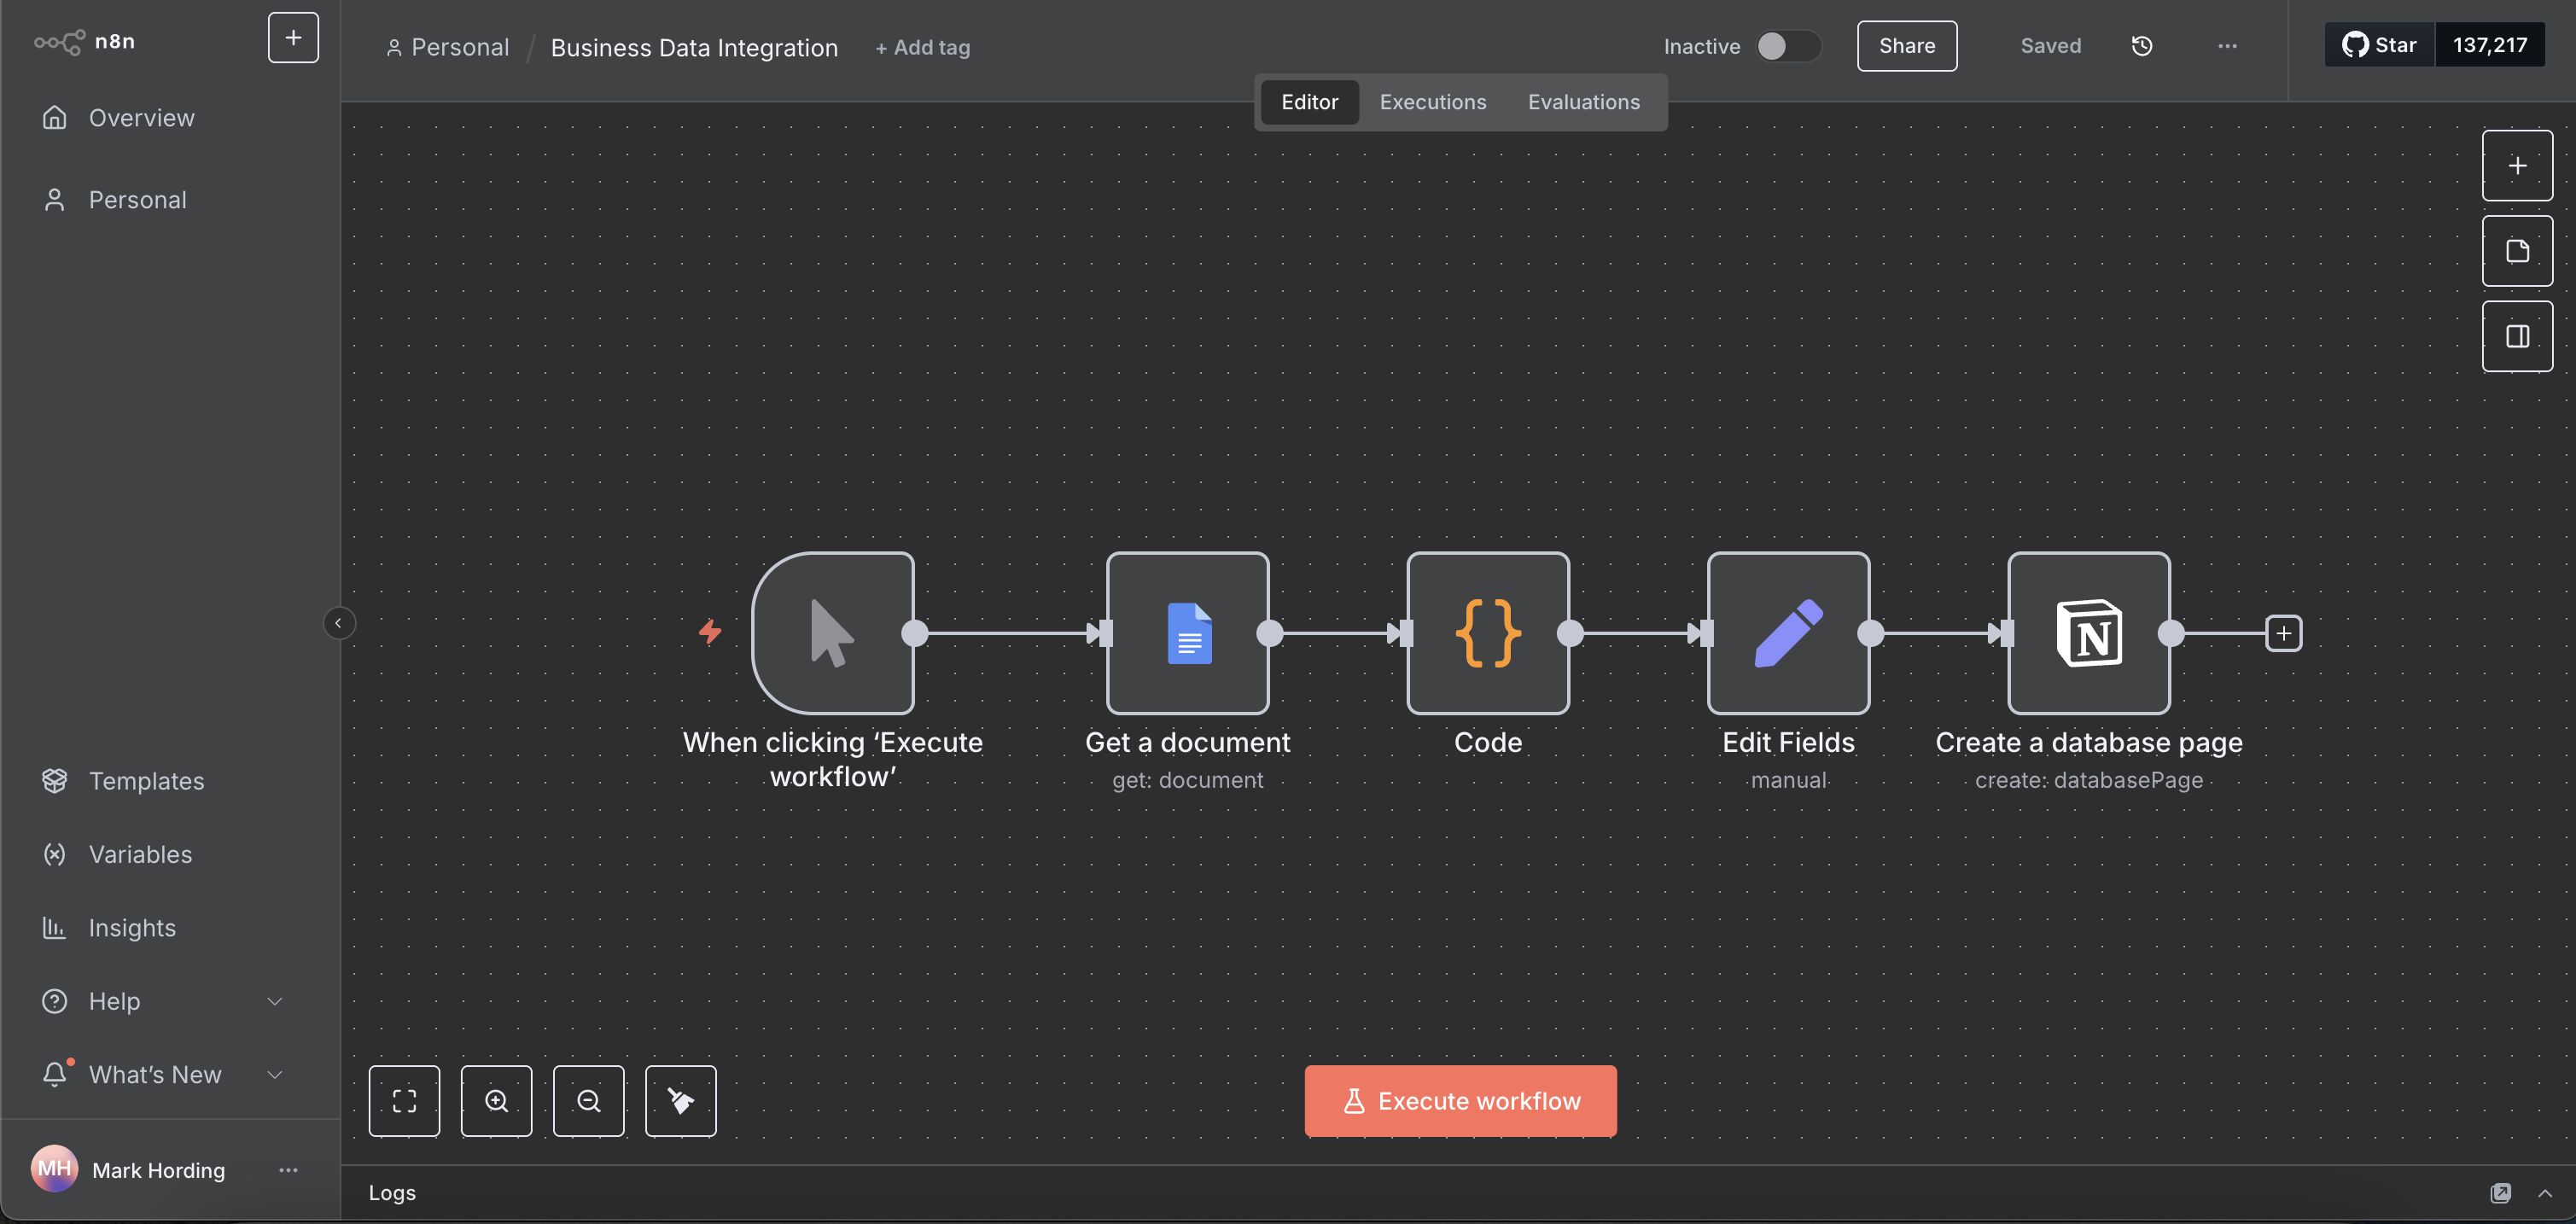 n8n
Overview
Personal
Templates
Variables
Insights
Help
What's New
MH
Mark Hording
Personal / Business Data Integration + Add tag
Inactive
Share
Saved
Star 137,217
Editor Executions Evaluations
When clicking ‘Execute
workflow’
Get a document
get: document
{}
Code
Edit Fields
manual
N
Create a database page
create: databasePage
Execute workflow
Logs